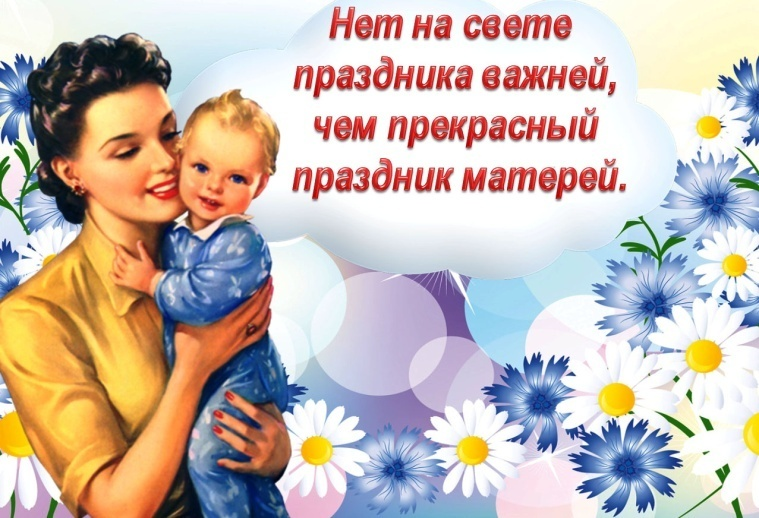 Нет на свете
праздника важней,
чем прекрасный
праздник матерей.